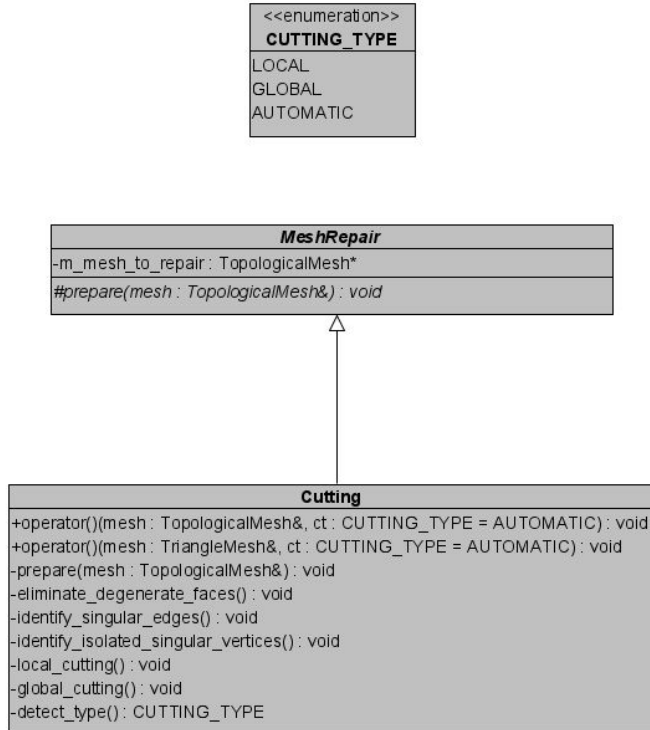 <<enumeration>>
CUTTING_TYPE
LOCAL
GLOBAL
AUTOMATIC
MeshRepair
-m_mesh_to_repair : TopologicalMesh*
#prepare(mesh : TopologicalMesh&) : void
Cutting
+operator()(mesh : TopologicalMesh&, ct : CUTTING_TYPE = AUTOMATIC) : void
+operator()(mesh : TriangleMesh&, ct : CUTTING_TYPE = AUTOMATIC) : void
-prepare(mesh : TopologicalMesh&) : void
-eliminate_degenerate_faces() : void
-identify_singular_edges() : void
-identify_isolated_singular_vertices() : void
-local_cutting() : void
-global_cutting() : void
-detect_type() : CUTTING_TYPE